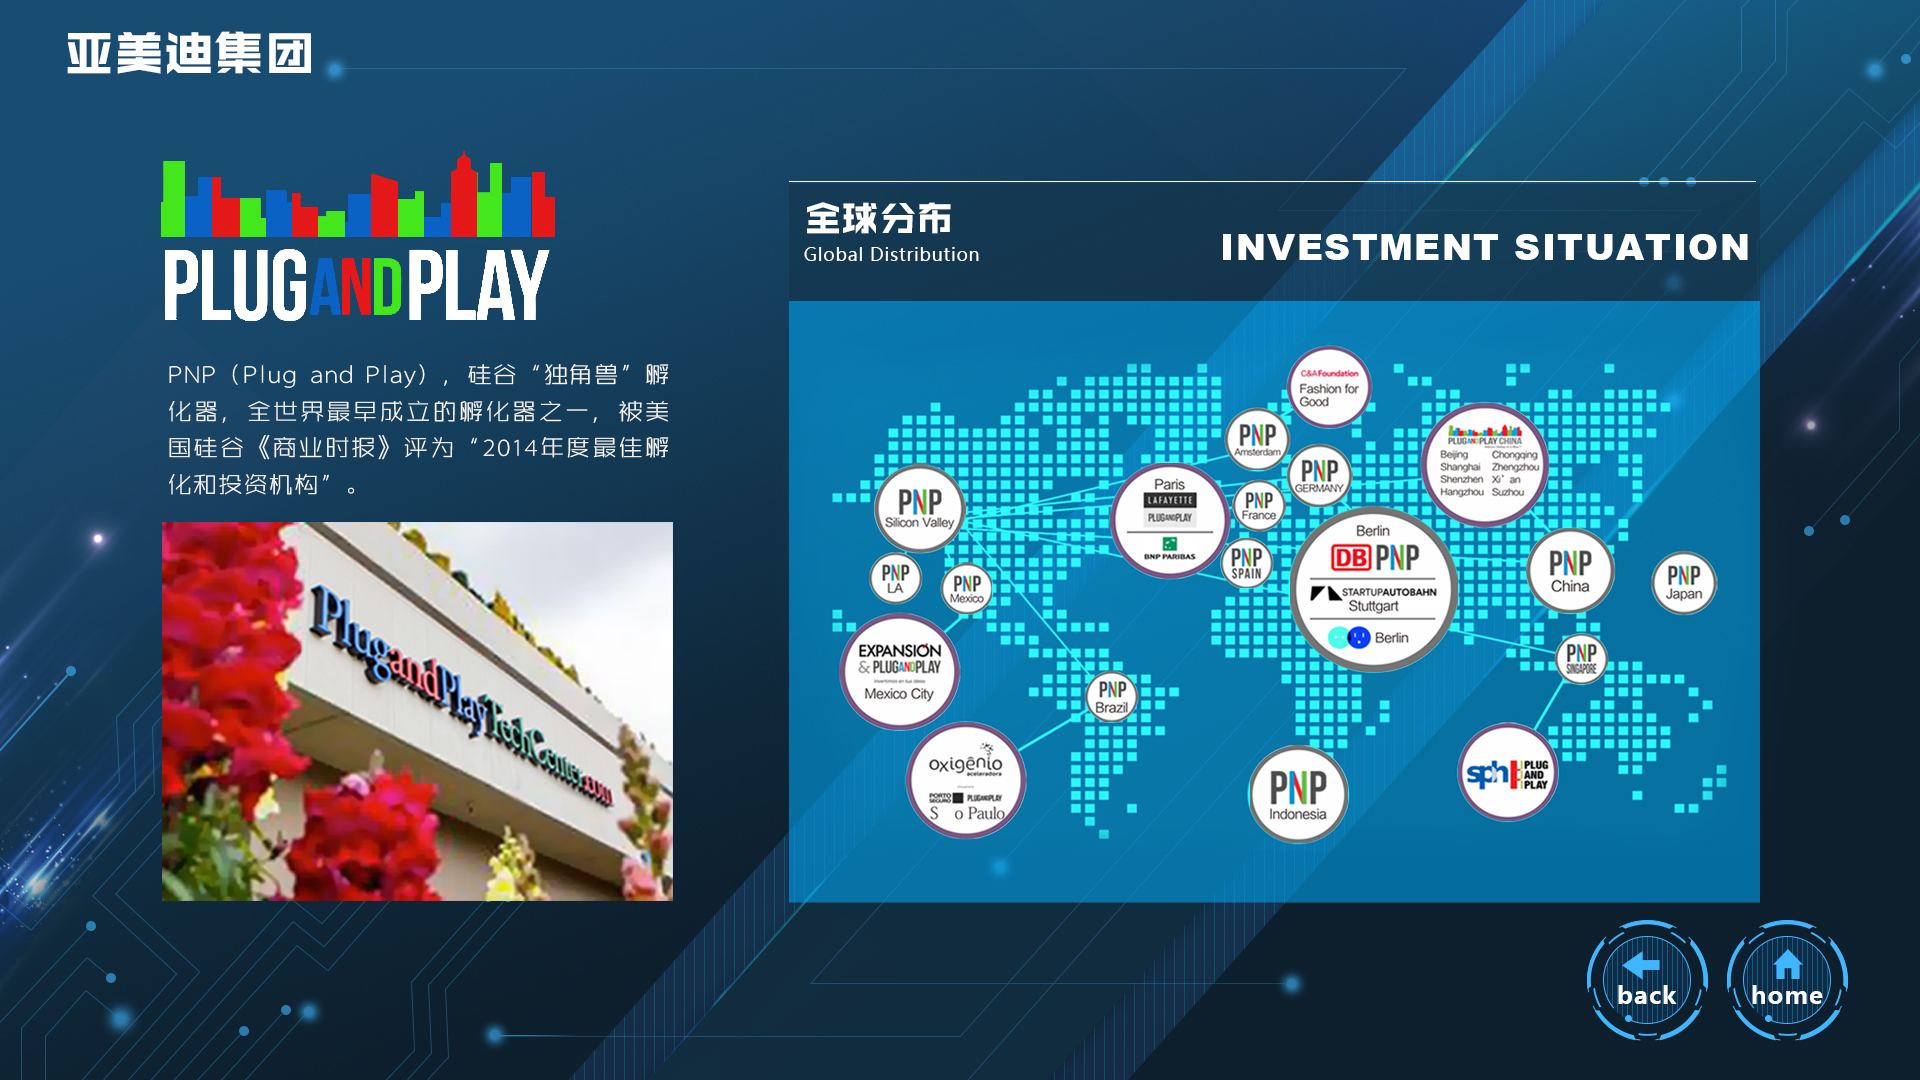 亚美迪集团
PLUGANDPLAY
PNP（Plug and Play），硅谷“独角兽”孵
化器，全世界最早成立的孵化器之一，被美
国硅谷《商业时报》评为“2014年度最佳孵
化和投资机构”。
PlugandPlayTechCenter.com
全球分布
Global Distribution
INVESTMENT SITUATION
C&AFoundation
Fashion for
Good
PNP
Amsterdam
PNP
GERMANY
PLUGANDPLAY CHINA
Beijing Chongqing
Shanghai Zhengzhou
Shenzhen Xi’an
Hangzhou Suzhou
PNP
Silicon Valley
Paris
LAFAYETTE
PLUGANDPLAY
BNP PARIBAS
PNP
France
PNP
SPAIN
Berlin
DB PNP
STARTUPAUTOBAHN
Stuttgart
Berlin
PNP
China
PNP
Japan
PNP
LA
PNP
Mexico
EXPANSIÓN
& PLUGANDPLAY
Mexico City
PNP
Brazil
PNP
SINGAPORE
oxigênio
aceleradora
PORTO
SEGURO
PLUGANDPLAY
S o Paulo
PNP
Indonesia
sph PLUG
AND
PLAY
back
home